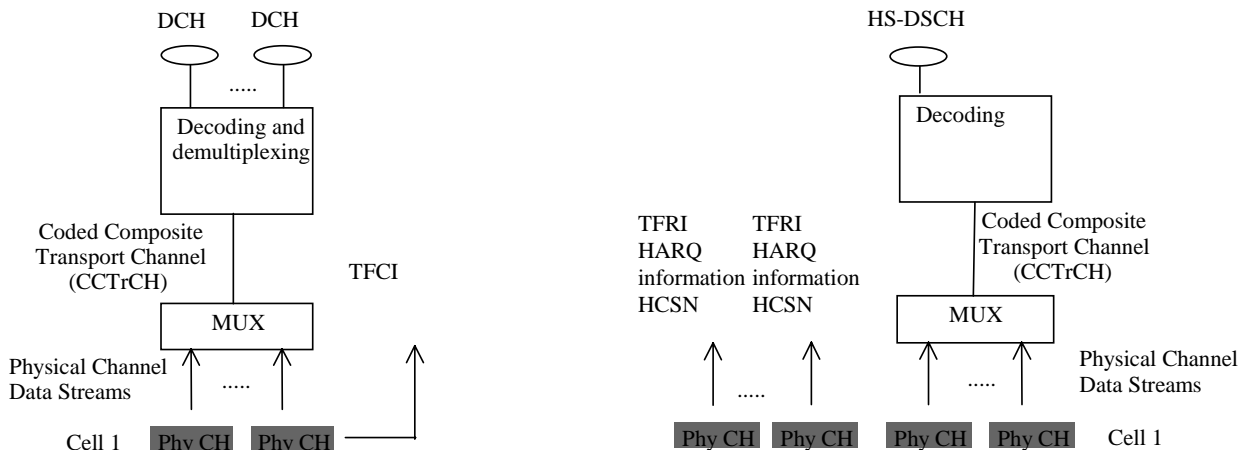 DCH DCH
.....
Decoding and
demultiplexing
Coded Composite
Transport Channel
(CCTrCH)
TFCI
MUX
Physical Channel
Data Streams
.....
Cell 1 Phy CH Phy CH
HS-DSCH
Decoding
TFRI
HARQ
information
HCSN
TFRI
HARQ
information
HCSN
Coded Composite
Transport Channel
(CCTrCH)
MUX
Physical Channel
Data Streams
.....
.....
Phy CH Phy CH Phy CH Phy CH Cell 1